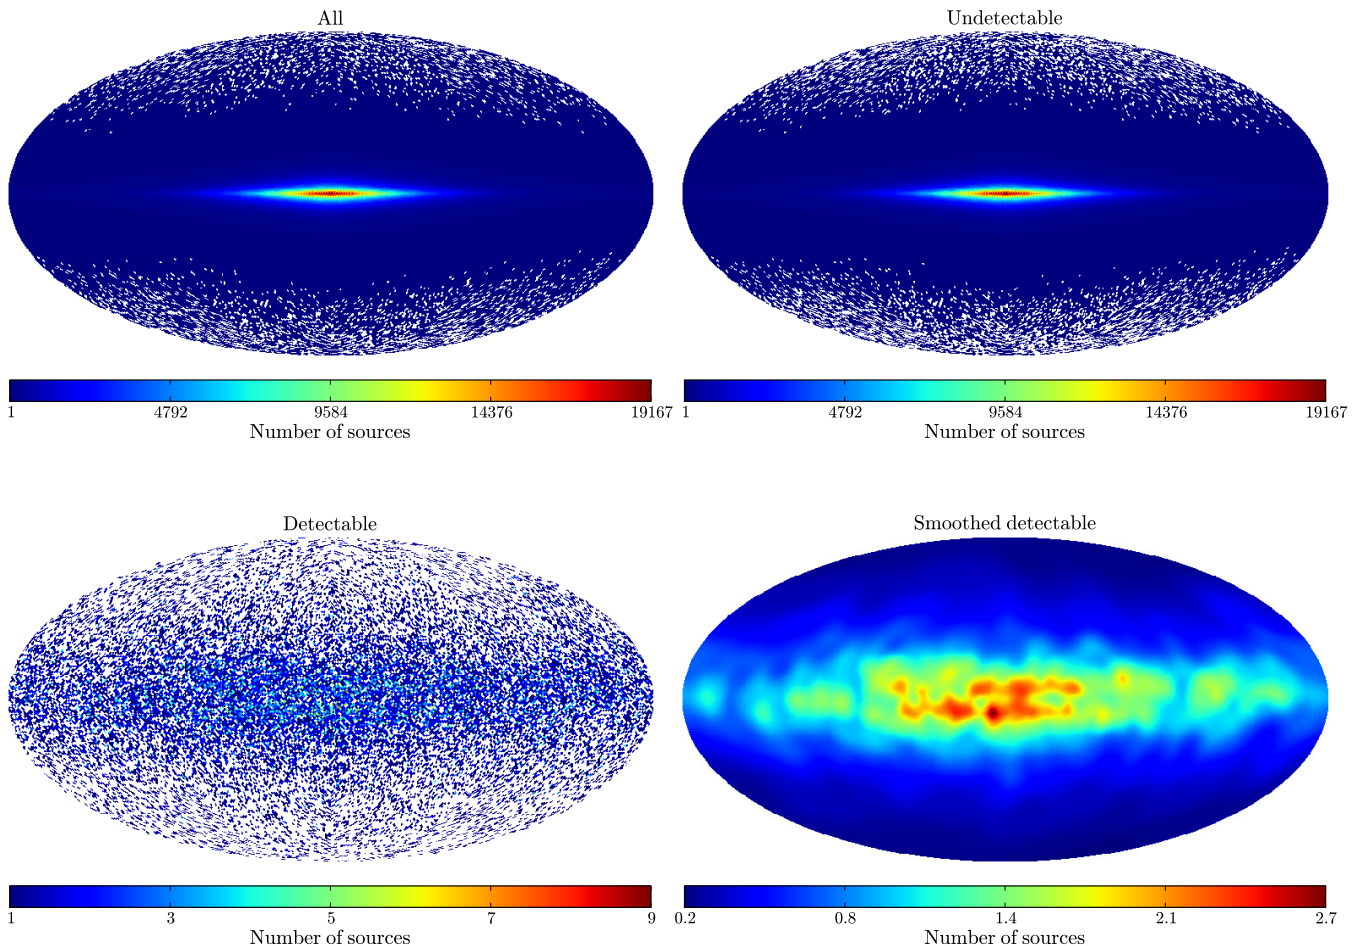 All
Undetectable
1 4792 9584 14376 19167
Number of sources
1 4792 9584 14376 19167
Number of sources
Detectable
Smoothed detectable
1 3 5 7 9
Number of sources
0.2 0.8 1.4 2.1 2.7
Number of sources